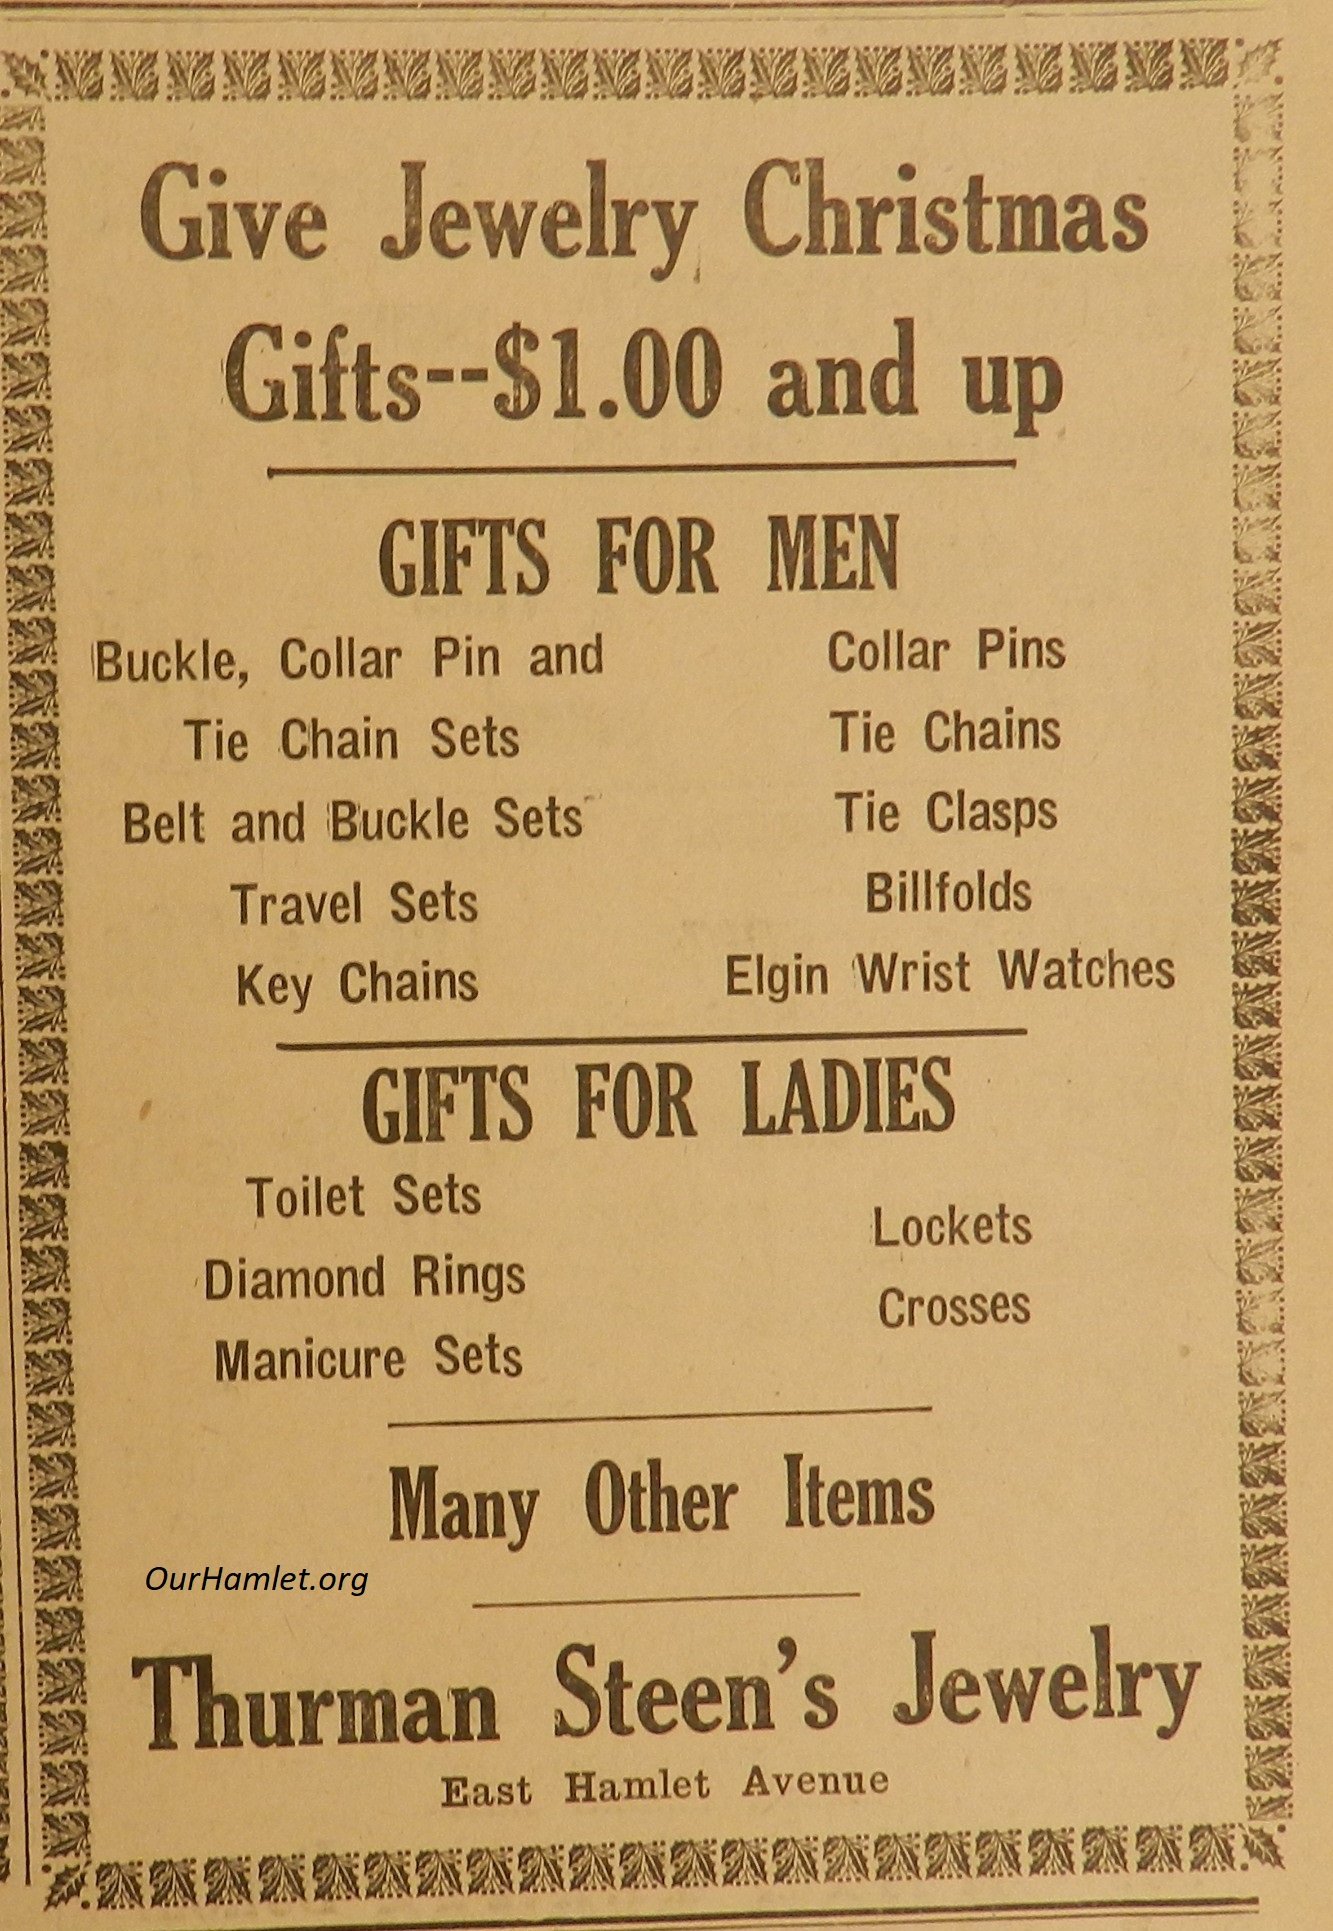 Give Jewelry Christmas
Gifts--$1.00 and up
GIFTS FOR MEN
Buckle, Collar Pin and
Tie Chain Sets
Belt and Buckle Sets
Travel Sets
Key Chains
Collar Pins
Tie Chains
Tie Clasps
Billfolds
Elgin Wrist Watches
GIFTS FOR LADIES
Toilet Sets
Diamond Rings
Manicure Sets
Lockets
Crosses
Many Other Items
OurHamlet.org
Thurman Steen's Jewelry
East Hamlet Avenue